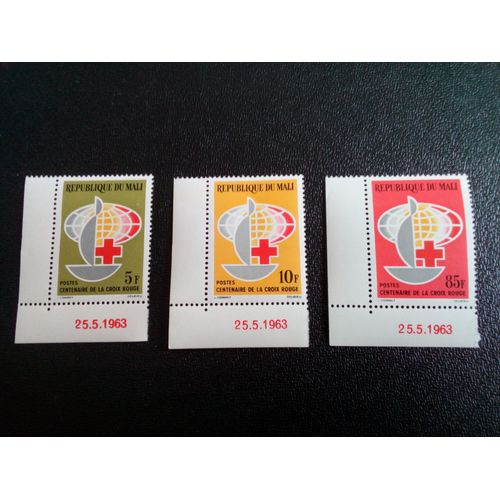 REPUBLIQUE DU MALI
5F
POSTES
CENTENAIRE DE LA CROIX ROUGE
25.5.1963
REPUBLIQUE DU MALI
10F
POSTES
CENTENAIRE DE LA CROIX ROUGE
25.5.1963
REPUBLIQUE DU MALI
85F
POSTES
CENTENAIRE DE LA CROIX ROUGE
25.5.1963